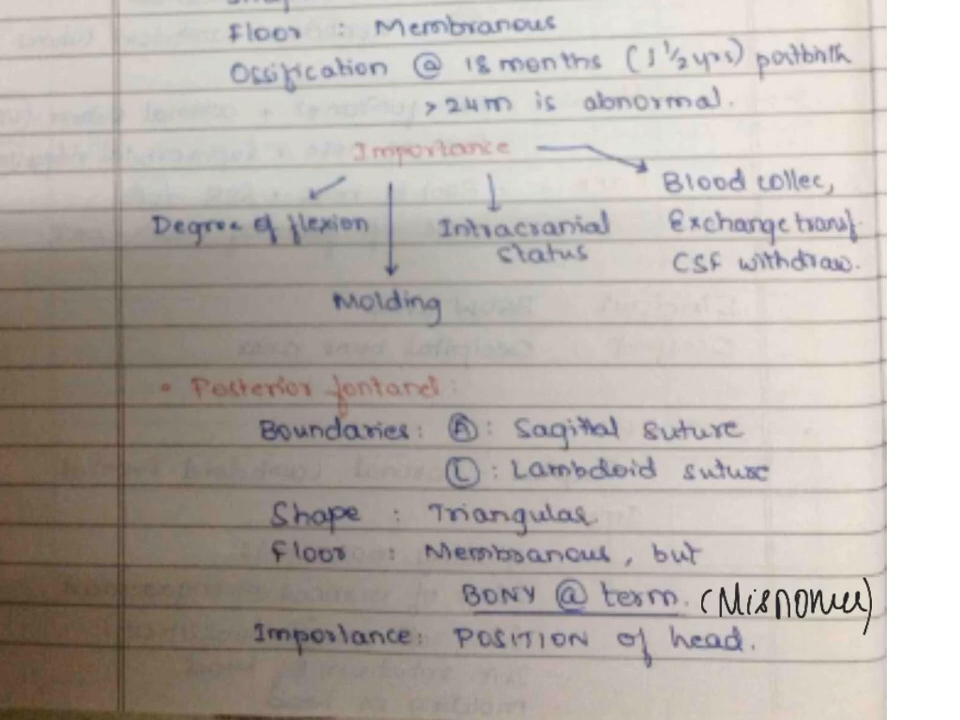 Floor : Membranous
Ossification @ 18 months (1 1/2 yrs) postbirth
> 24m is abnormal.
Importance
Degree of flexion
Molding
Intracranial
status
Blood collec,
Exchange transf.
CSF withdraw.
• Posterior fontanel :
Boundaries : Ⓐ : Sagittal suture
Ⓛ : Lambdoid suture
Shape : Triangular
Floor : Membranous, but
BONY @ term. (Misnomer)
Importance : POSITION of head.